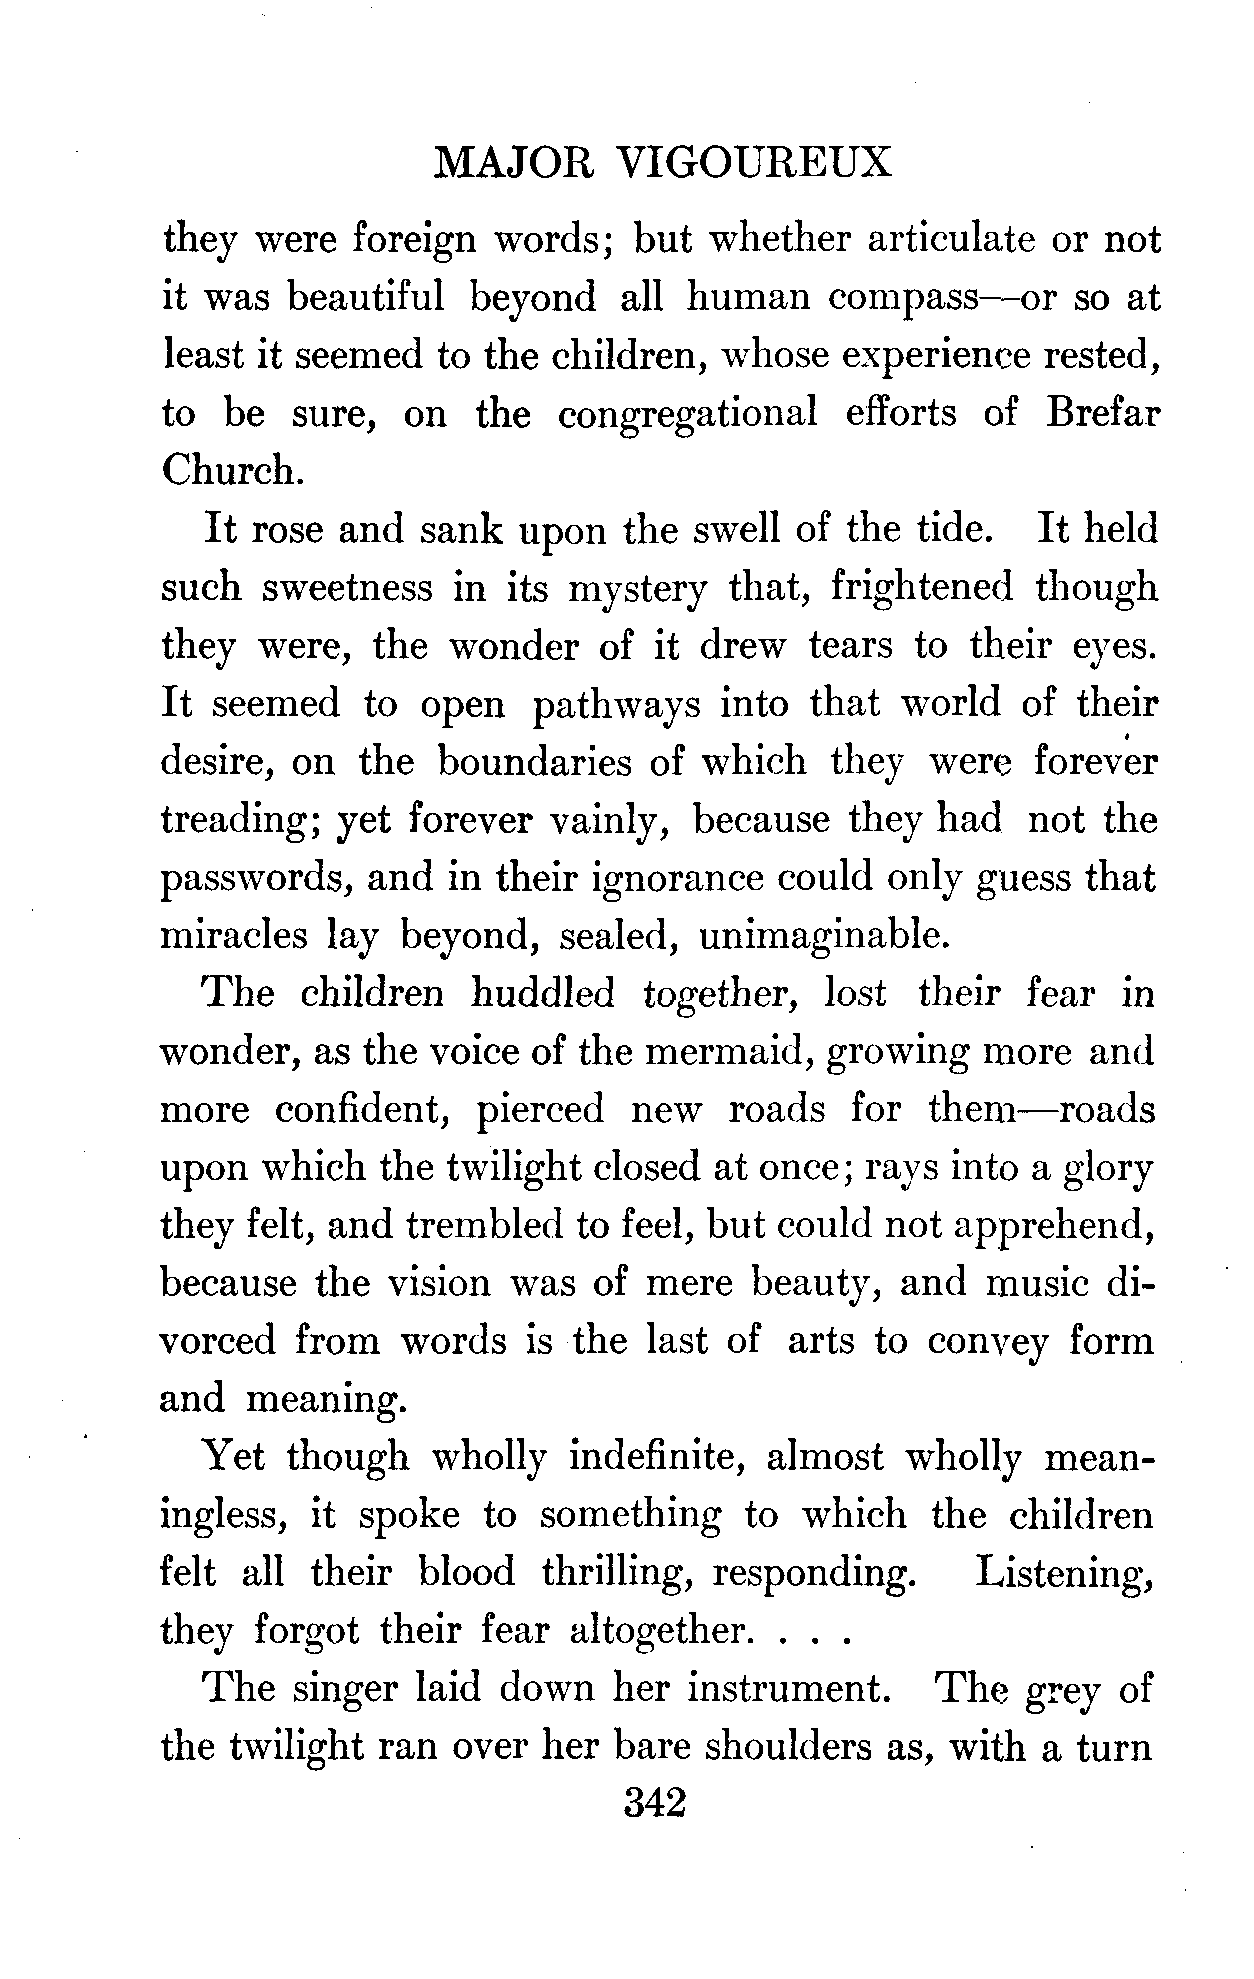 MAJOR VIGOUREUX
they were foreign words; but whether articulate or not
it was beautiful beyond all human compass—or so at
least it seemed to the children, whose experience rested,
to be sure, on the congregational efforts of Brefar
Church.
It rose and sank upon the swell of the tide. It held
such sweetness in its mystery that, frightened though
they were, the wonder of it drew tears to their eyes.
It seemed to open pathways into that world of their
desire, on the boundaries of which they were forever
treading; yet forever vainly, because they had not the
passwords, and in their ignorance could only guess that
miracles lay beyond, sealed, unimaginable.
The children huddled together, lost their fear in
wonder, as the voice of the mermaid, growing more and
more confident, pierced new roads for them—roads
upon which the twilight closed at once; rays into a glory
they felt, and trembled to feel, but could not apprehend,
because the vision was of mere beauty, and music di-
vorced from words is the last of arts to convey form
and meaning.
Yet though wholly indefinite, almost wholly mean-
ingless, it spoke to something to which the children
felt all their blood thrilling, responding. Listening,
they forgot their fear altogether. . . .
The singer laid down her instrument. The grey of
the twilight ran over her bare shoulders as, with a turn
342